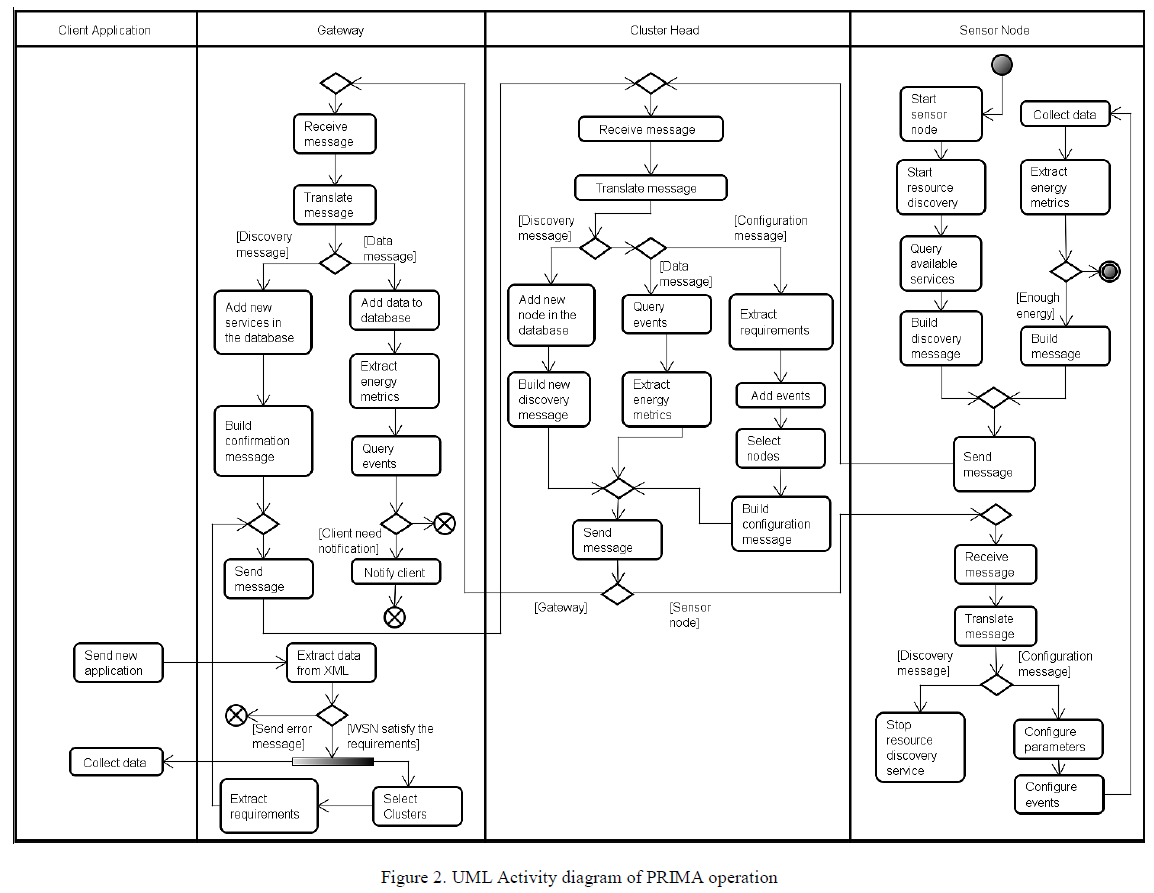 Client Application
Gateway
Cluster Head
Sensor Node
Receive
message
Translate
message
[Discovery
message]
[Data
message]
Add new
services in
the database
Add data to
database
Extract
energy
metrics
Build
confirmation
message
Query
events
[Client need
notification]
Send
message
Notify client
Send new
application
Extract data
from XML
[Send error
message]
[WSN satisfy the
requirements]
Collect data
Extract
requirements
Select
Clusters
Receive message
Translate message
[Discovery
message]
[Configuration
message]
[Data
message]
Add new
node in the
database
Query
events
Extract
requirements
Build new
discovery
message
Extract
energy
metrics
Add events
Select
nodes
Build
configuration
message
Send
message
[Gateway]
[Sensor
node]
Start
sensor
node
Collect data
Start
resource
discovery
Extract
energy
metrics
Query
available
services
[Enough
energy]
Build
discovery
message
Build
message
Send
message
Receive
message
Translate
message
[Discovery
message]
[Configuration
message]
Stop
resource
discovery
service
Configure
parameters
Configure
events
Figure 2. UML Activity diagram of PRIMA operation